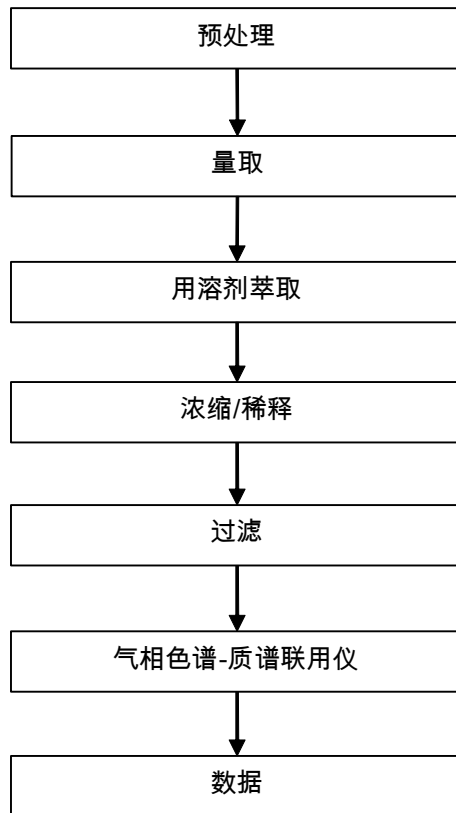 预处理
量取
用溶剂萃取
浓缩/稀释
过滤
气相色谱-质谱联用仪
数据